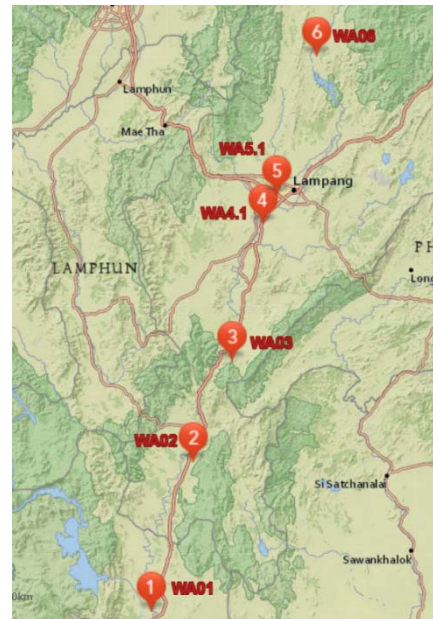 6
WA06
Lamphun
Mae Tha
WA5.1
5
Lampang
4
WA4.1
LAMPHUN
PH
Long
3
WA03
WA02
2
Si Satchanalai
Sawankhalok
1
WA01
0km